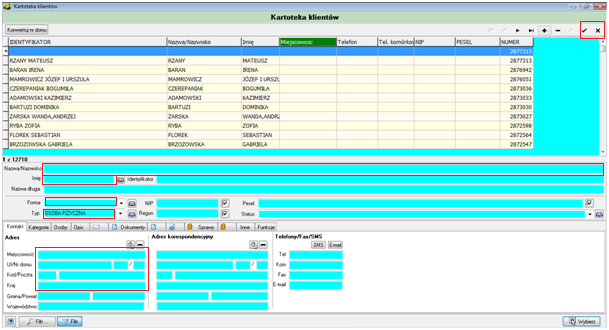 Kartoteka klientów
Kartoteka klientów
Konwertuj nr domu
IDENTYFIKATOR Nazwa/Nazwisko Imię Miejscowość Telefon Tel. komórko NIP PESEL NUMER
2877315
RZANY MATEUSZ RZANY MATEUSZ 2877313
BARAN IRENA BARAN IRENA 2876942
MAMROWICZ JÓZEF I URSZULA MAMROWICZ JÓZEF I URSZULA 2876051
CZEREPANIAK BOGUMIŁA CZEREPANIAK BOGUMIŁA 2873036
ADAMOWSKI KAZIMIERZ ADAMOWSKI KAZIMIERZ 2873033
BARTUZI DOMINIKA BARTUZI DOMINIKA 2873030
ZARSKA WANDA,ANDRZEJ ZARSKA WANDA,ANDR 2873027
RYBA ZOFIA RYBA ZOFIA 2872598
FLOREK SEBASTIAN FLOREK SEBASTIAN 2872564
BRZOZOWSKA GABRIELA BRZOZOWSKA GABRIELA 2872547
1 z 12710
Nazwa/Nazwisko
Imię Identyfikator
Nazwa długa
Forma NIP Pesel
Typ OSOBA FIZYCZNA Regon Status
Kontakt Kategorie Osoby Opis Dokumenty Sprawy Inne Funkcje
Adres Adres korespondencyjny Telefony/Fax/SMS
SMS E-mail
Miejscowość Tel
Ul/Nr domu / / Kom
Kod/Poczta - - Fax
Kraj E-mail
Gmina/Powiat
Województwo
Filtr ... Filtr Wybierz